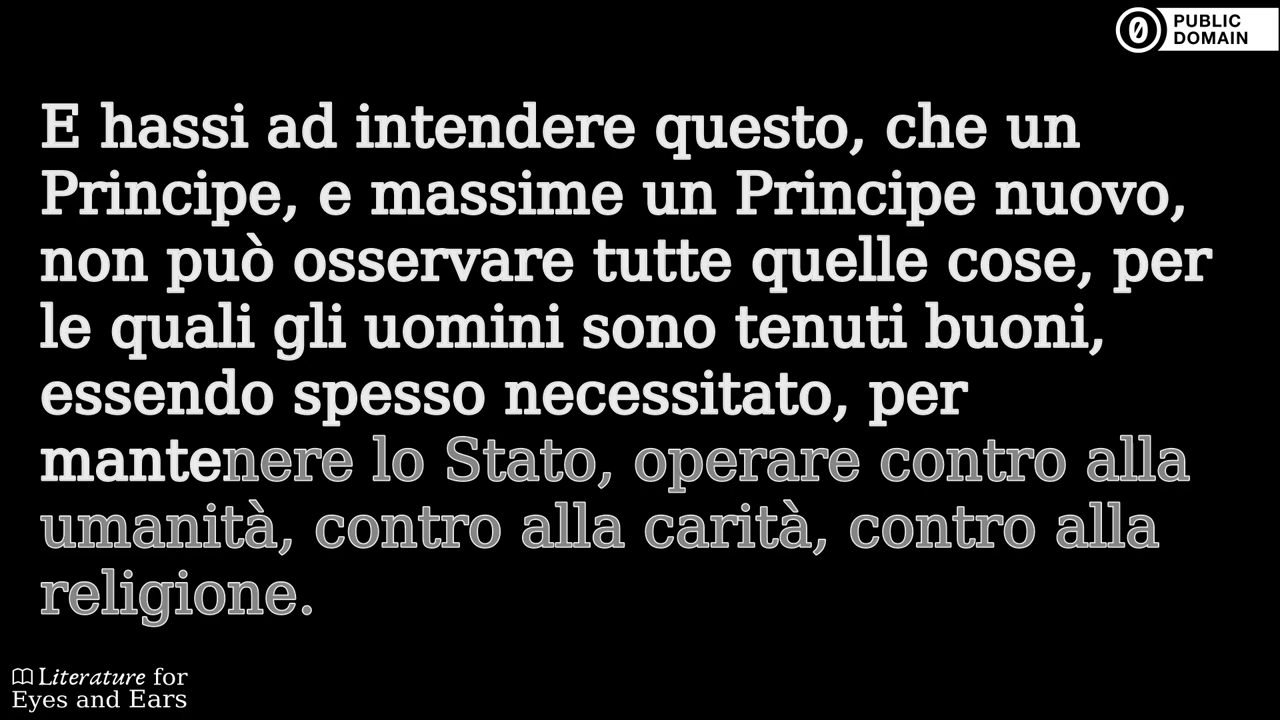 PUBLIC
DOMAIN
E hassi ad intendere questo, che un
Principe, e massime un Principe nuovo,
non può osservare tutte quelle cose, per
le quali gli uomini sono tenuti buoni,
essendo spesso necessitato, per
mantenere lo Stato, operare contro alla
umanità, contro alla carità, contro alla
religione.
Literature for
Eyes and Ears